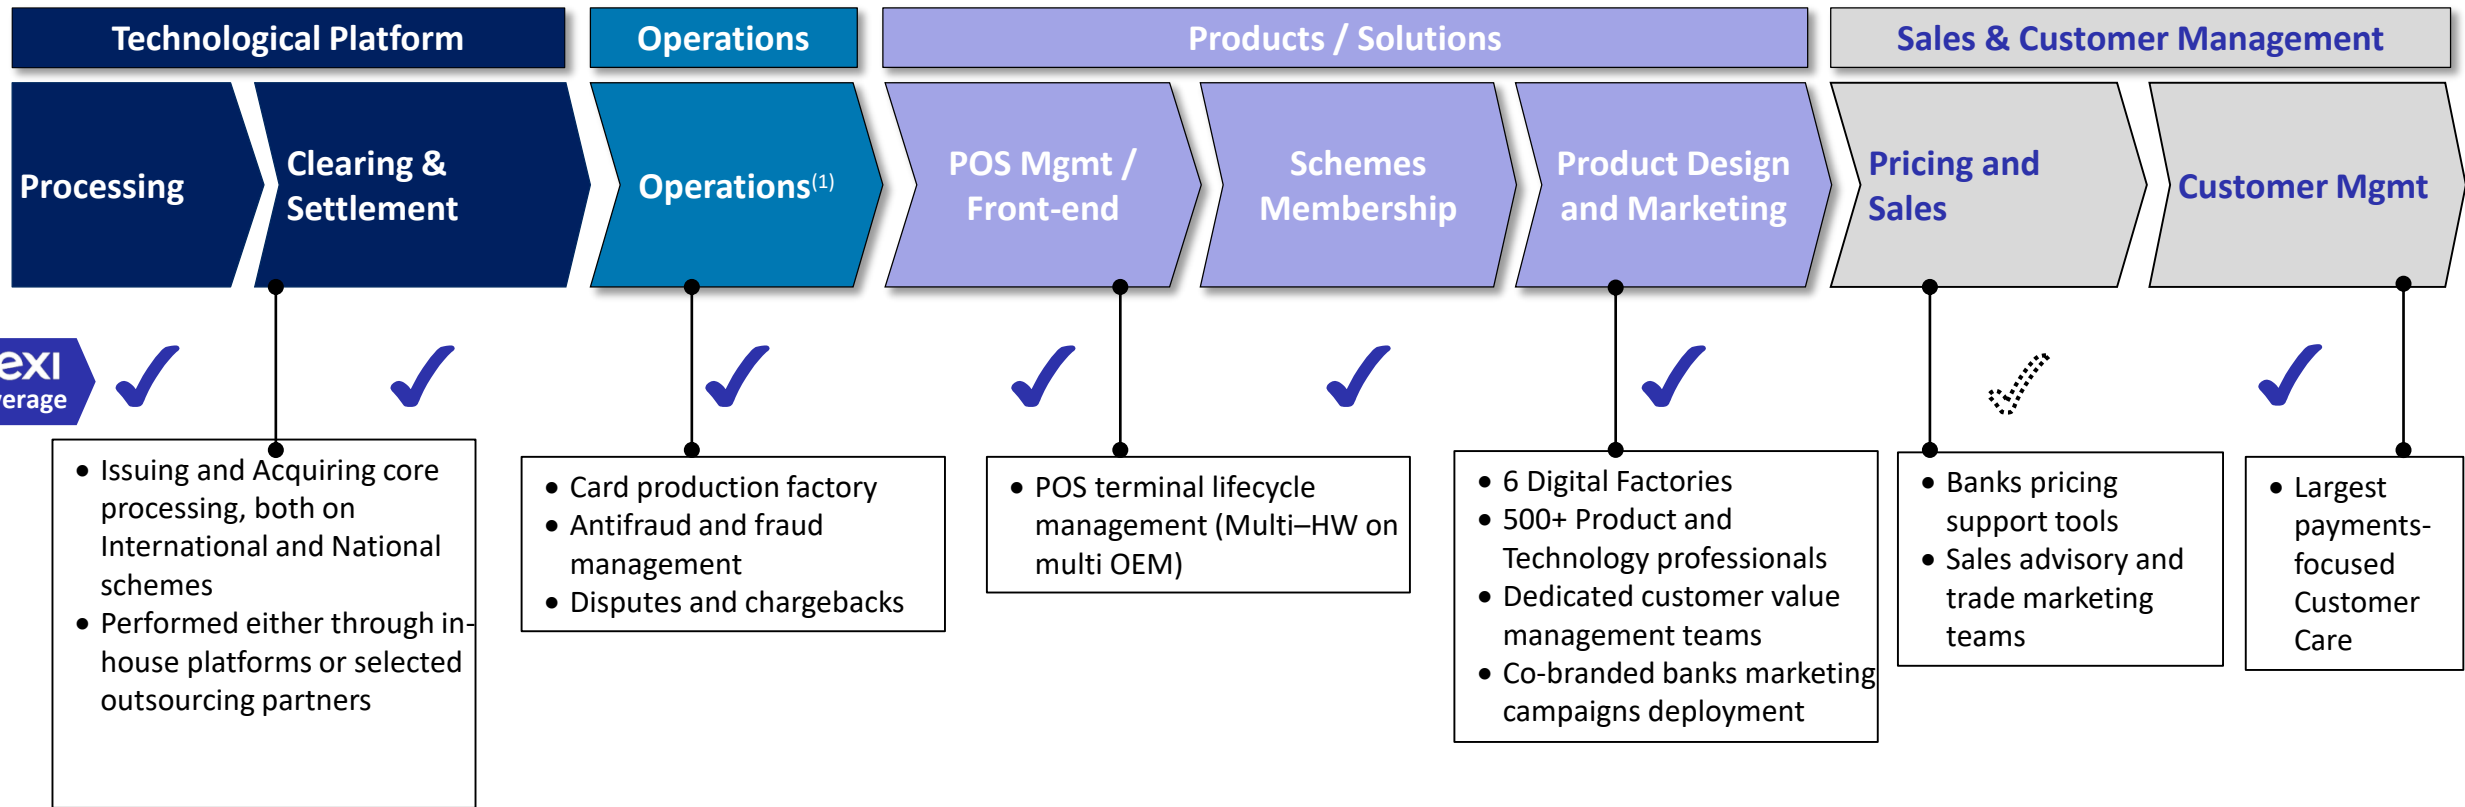 Technological Platform
Operations
Products / Solutions
Sales & Customer Management
Processing
Clearing &
Settlement
Operations(1)
POS Mgmt /
Front-end
Schemes
Membership
Product Design
and Marketing
Pricing and
Sales
Customer Mgmt
exi
verage
• Issuing and Acquiring core
processing, both on
International and National
schemes
• Performed either through in-
house platforms or selected
outsourcing partners
• Card production factory
• Antifraud and fraud
management
• Disputes and chargebacks
• POS terminal lifecycle
management (Multi–HW on
multi OEM)
• 6 Digital Factories
• 500+ Product and
Technology professionals
• Dedicated customer value
management teams
• Co-branded banks marketing
campaigns deployment
• Banks pricing
support tools
• Sales advisory and
trade marketing
teams
• Largest
payments-
focused
Customer
Care